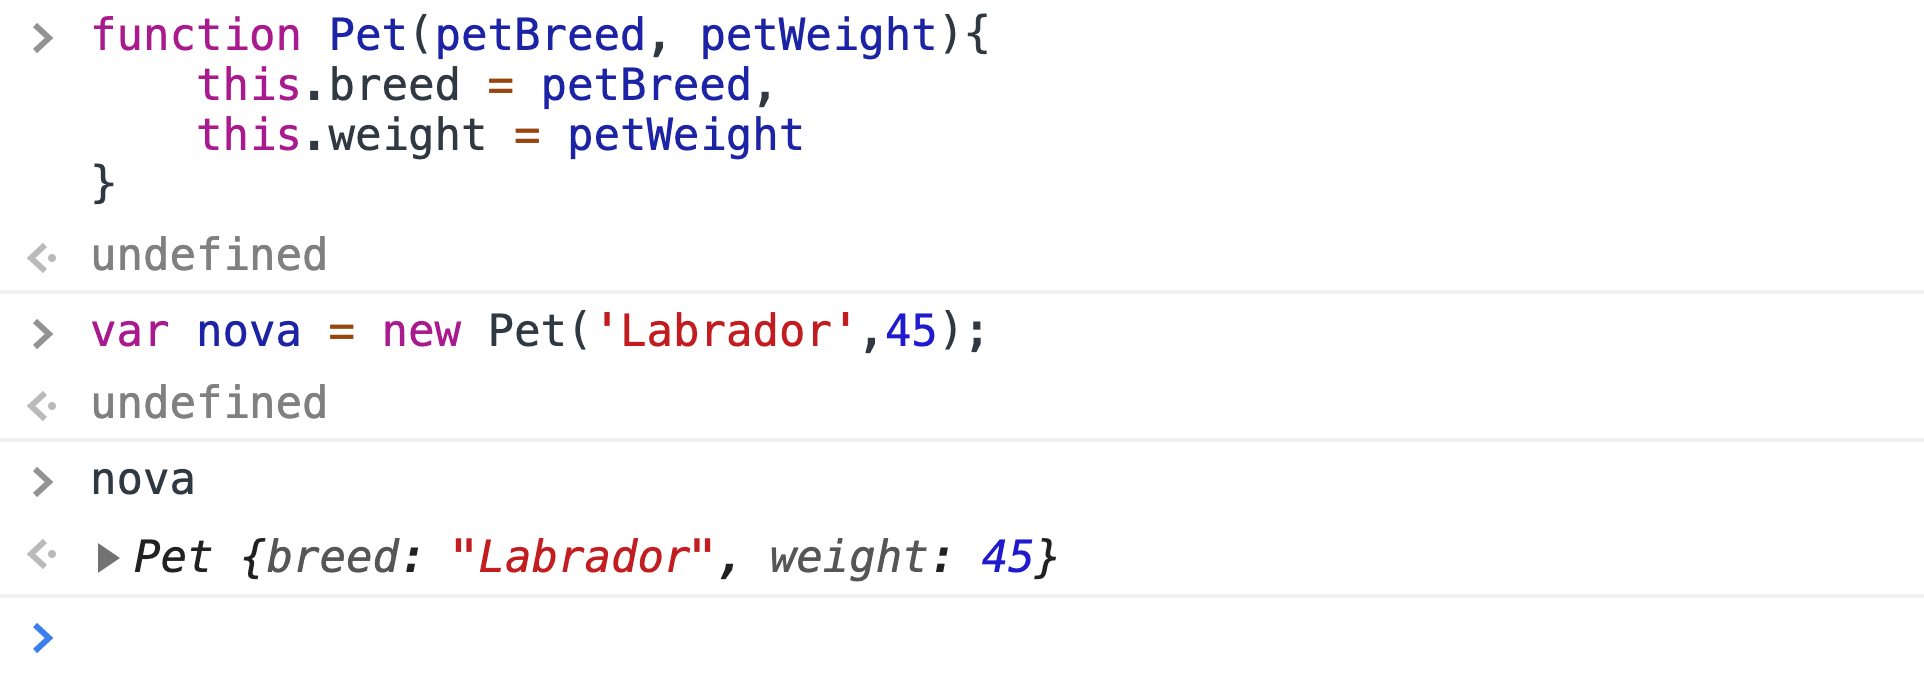 function Pet(petBreed, petWeight){
    this.breed = petBreed,
    this.weight = petWeight
}
undefined
var nova = new Pet('Labrador',45);
undefined
nova
Pet {breed: "Labrador", weight: 45}